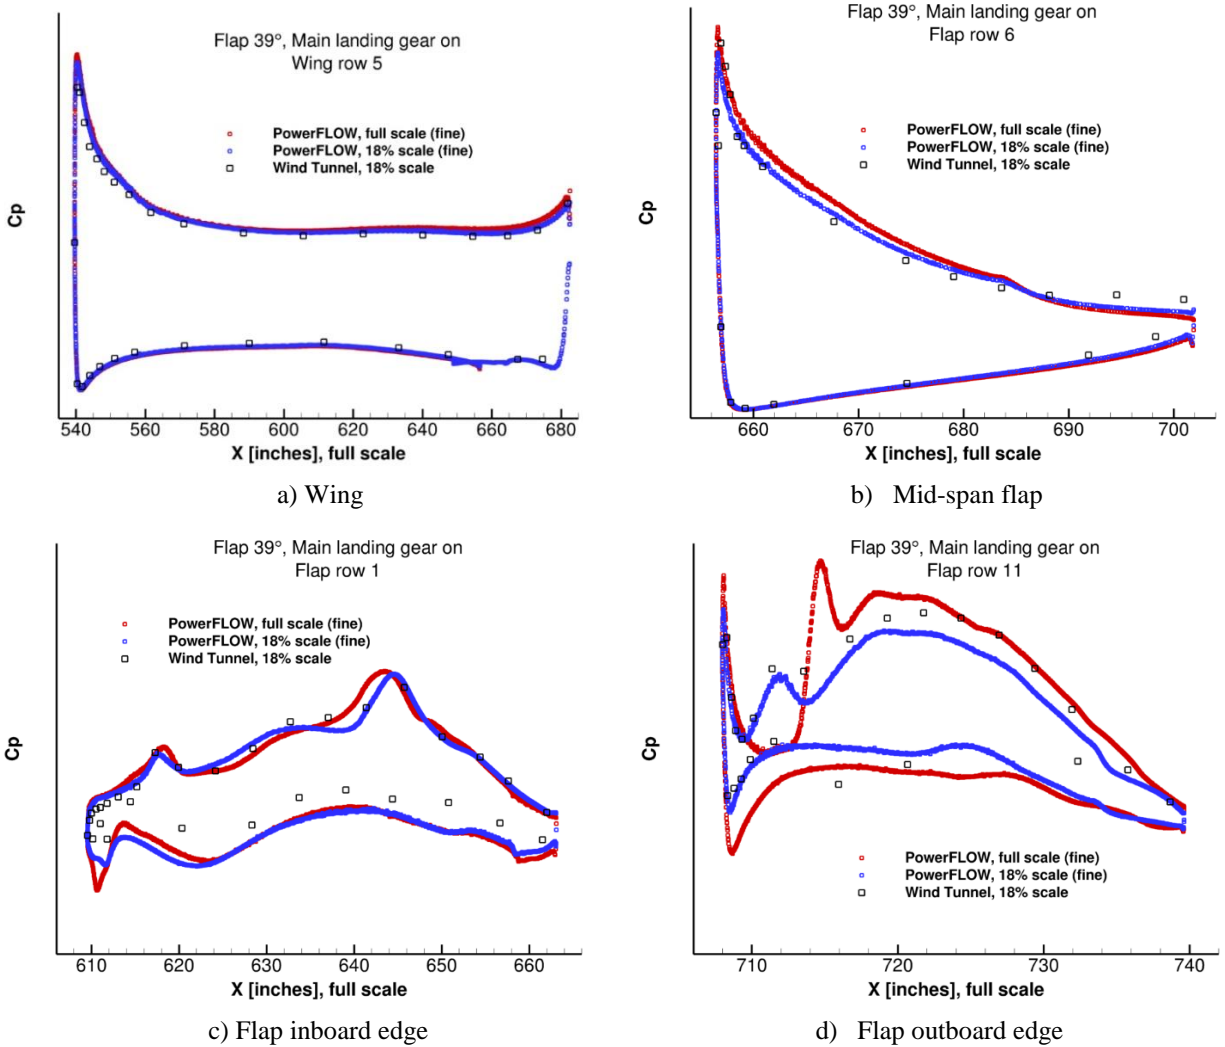 Flap 39°, Main landing gear on
Wing row 5
PowerFLOW, full scale (fine)
PowerFLOW, 18% scale (fine)
Wind Tunnel, 18% scale
Cp
540 560 580 600 620 640 660 680
X [inches], full scale
a) Wing
Flap 39°, Main landing gear on
Flap row 6
PowerFLOW, full scale (fine)
PowerFLOW, 18% scale (fine)
Wind Tunnel, 18% scale
Cp
660 670 680 690 700
X [inches], full scale
b) Mid-span flap
Flap 39°, Main landing gear on
Flap row 1
PowerFLOW, full scale (fine)
PowerFLOW, 18% scale (fine)
Wind Tunnel, 18% scale
Cp
610 620 630 640 650 660
X [inches], full scale
c) Flap inboard edge
Flap 39°, Main landing gear on
Flap row 11
Cp
PowerFLOW, full scale (fine)
PowerFLOW, 18% scale (fine)
Wind Tunnel, 18% scale
710 720 730 740
X [inches], full scale
d) Flap outboard edge